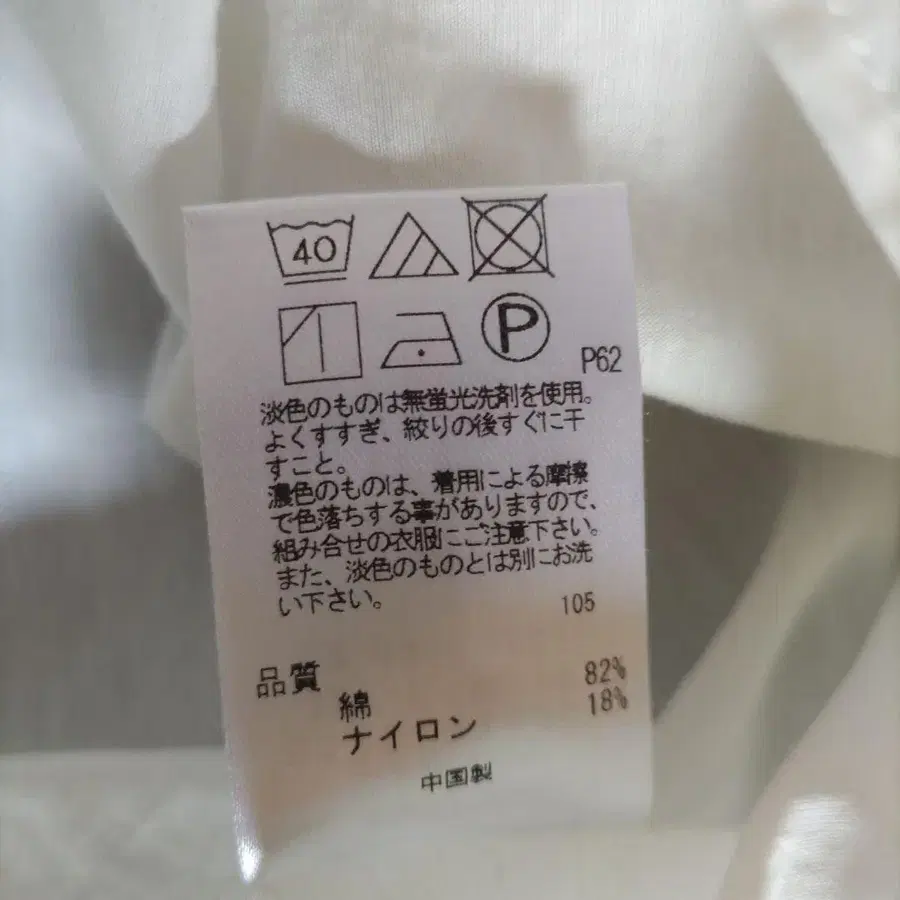 40
P
P62
淡色のものは無蛍光洗剤を使用。
よくすすぎ、絞りの後すぐに干
すこと。
濃色のものは、着用による摩擦
で色落ちする事がありますので、
組み合せの衣服にご注意下さい。
また、淡色のものとは別にお洗
い下さい。
105
品質
綿 82%
ナイロン 18%
中国製